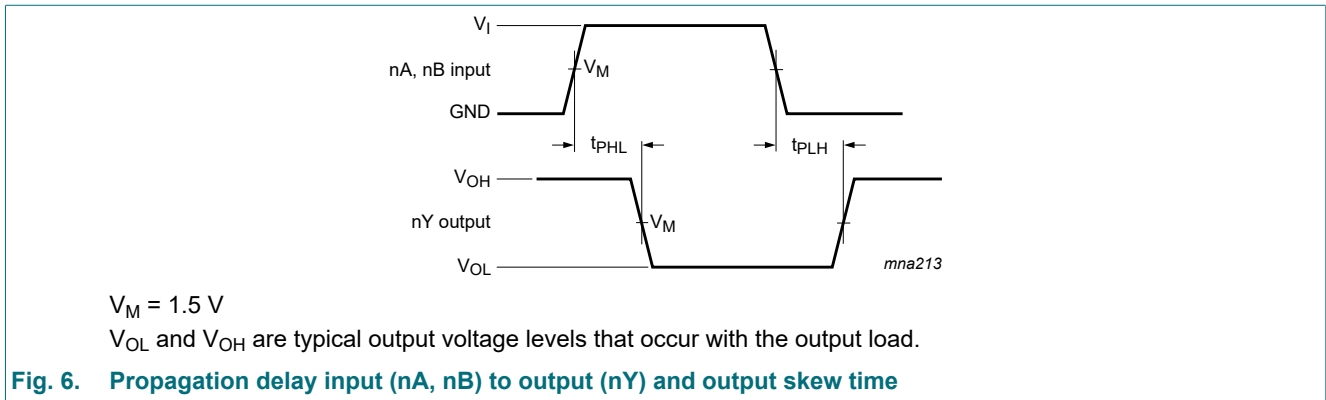 V_I
nA, nB input
V_M
GND
t_PHL
t_PLH
V_OH
nY output
V_M
V_OL
mna213
V_M = 1.5 V
V_OL and V_OH are typical output voltage levels that occur with the output load.
Fig. 6. Propagation delay input (nA, nB) to output (nY) and output skew time